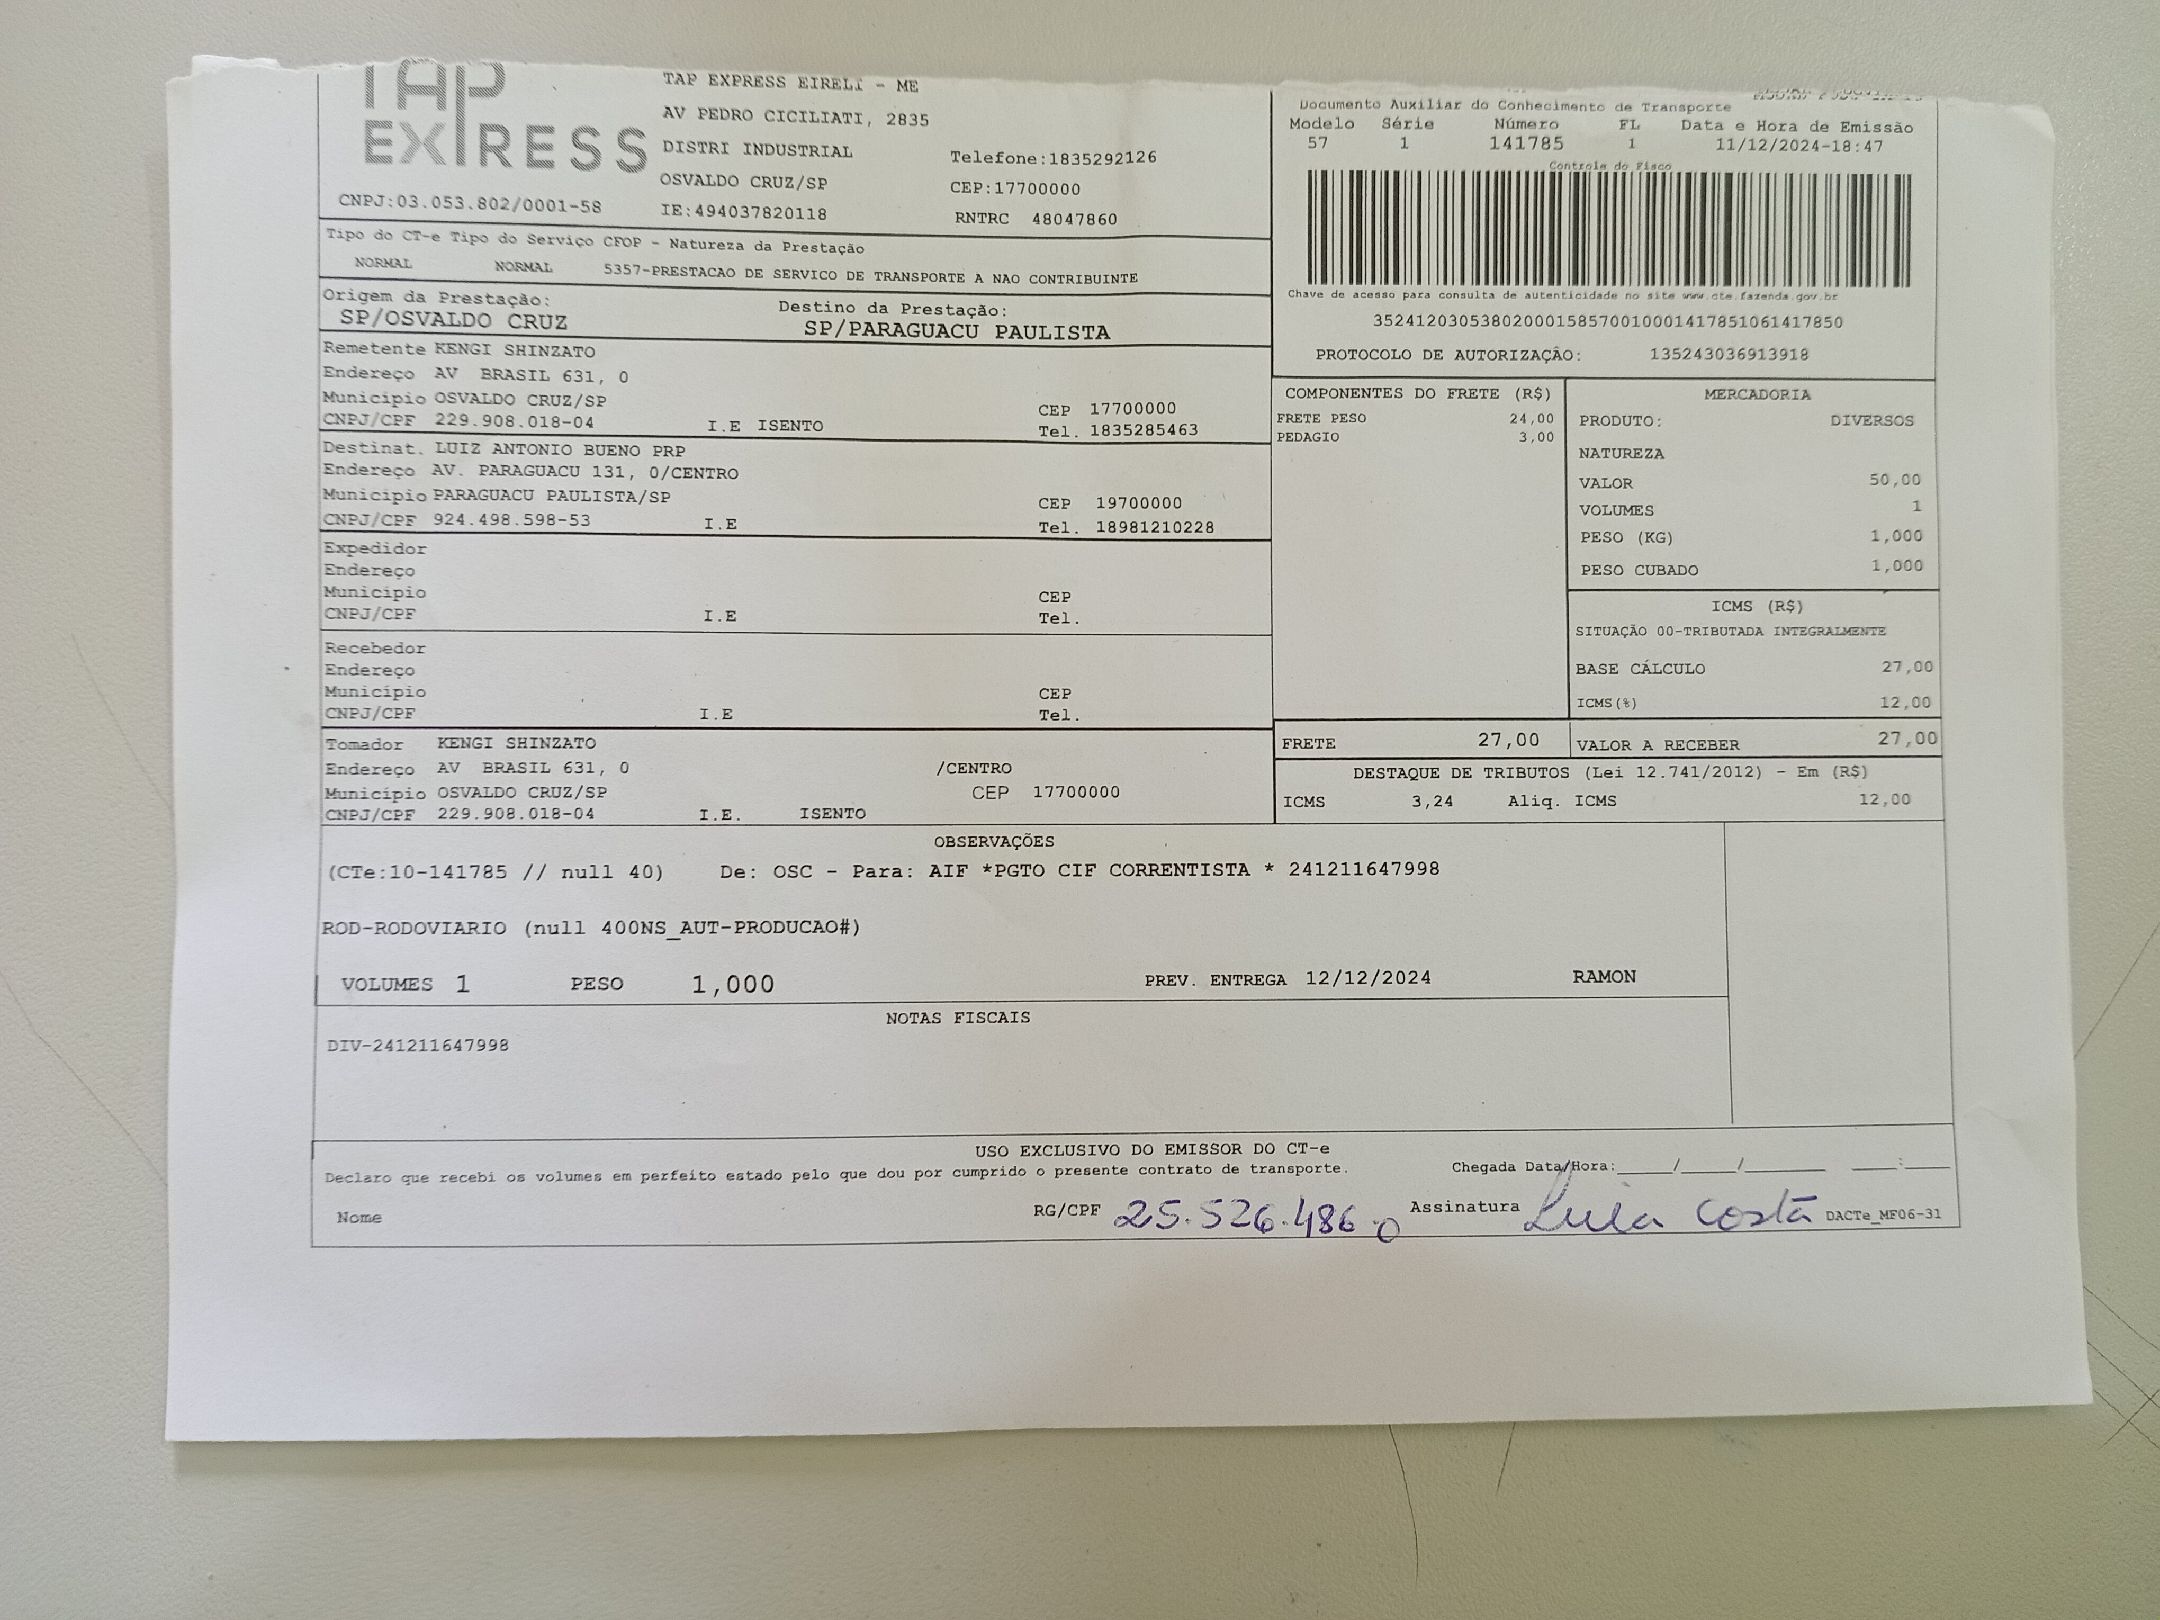 TAP
EXPRESS
CNPJ:03.053.802/0001-58
TAP EXPRESS EIRELI - ME
AV PEDRO CICILIATI, 2835
DISTRI INDUSTRIAL
Telefone:1835292126
OSVALDO CRUZ/SP
CEP:17700000
IE:494037820118
RNTRC 48047860
Documento Auxiliar do Conhecimento de Transporte
Modelo Série Número FL Data e Hora de Emissão
57 1 141785 1 11/12/2024-18:47
Controle do Fisco
Chave de acesso para consulta de autenticidade no site www.cte.fazenda.gov.br
35241203053802000158570010001417851061417850
PROTOCOLO DE AUTORIZAÇÃO: 135243036913918
Tipo do CT-e Tipo do Serviço CFOP - Natureza da Prestação
NORMAL NORMAL 5357-PRESTACAO DE SERVICO DE TRANSPORTE A NAO CONTRIBUINTE
Origem da Prestação: Destino da Prestação:
SP/OSVALDO CRUZ SP/PARAGUACU PAULISTA
Remetente KENGI SHINZATO
Endereço AV BRASIL 631, 0
Município OSVALDO CRUZ/SP CEP 17700000
CNPJ/CPF 229.908.018-04 I.E ISENTO Tel. 1835285463
Destinat. LUIZ ANTONIO BUENO PRP
Endereço AV. PARAGUACU 131, 0/CENTRO
Município PARAGUACU PAULISTA/SP CEP 19700000
CNPJ/CPF 924.498.598-53 I.E Tel. 18981210228
Expedidor
Endereço
Município CEP
CNPJ/CPF I.E Tel.
Recebedor
Endereço
Município CEP
CNPJ/CPF I.E Tel.
Tomador KENGI SHINZATO
Endereço AV BRASIL 631, 0 /CENTRO
Município OSVALDO CRUZ/SP CEP 17700000
CNPJ/CPF 229.908.018-04 I.E. ISENTO
COMPONENTES DO FRETE (R$)
FRETE PESO 24,00
PEDAGIO 3,00
MERCADORIA
PRODUTO: DIVERSOS
NATUREZA
VALOR 50,00
VOLUMES 1
PESO (KG) 1,000
PESO CUBADO 1,000
ICMS (R$)
SITUAÇÃO 00-TRIBUTADA INTEGRALMENTE
BASE CÁLCULO 27,00
ICMS(%) 12,00
FRETE 27,00 VALOR A RECEBER 27,00
DESTAQUE DE TRIBUTOS (Lei 12.741/2012) - Em (R$)
ICMS 3,24 Aliq. ICMS 12,00
OBSERVAÇÕES
(CTe:10-141785 // null 40) De: OSC - Para: AIF *PGTO CIF CORRENTISTA * 241211647998
ROD-RODOVIARIO (null 400NS_AUT-PRODUCAO#)
VOLUMES 1 PESO 1,000 PREV. ENTREGA 12/12/2024 RAMON
NOTAS FISCAIS
DIV-241211647998
USO EXCLUSIVO DO EMISSOR DO CT-e
Declaro que recebi os volumes em perfeito estado pelo que dou por cumprido o presente contrato de transporte. Chegada Data/Hora:_____/_____/_______ ___:____
Nome RG/CPF 25.526.486.0 Assinatura Luia Costa DACTe_MF06-31